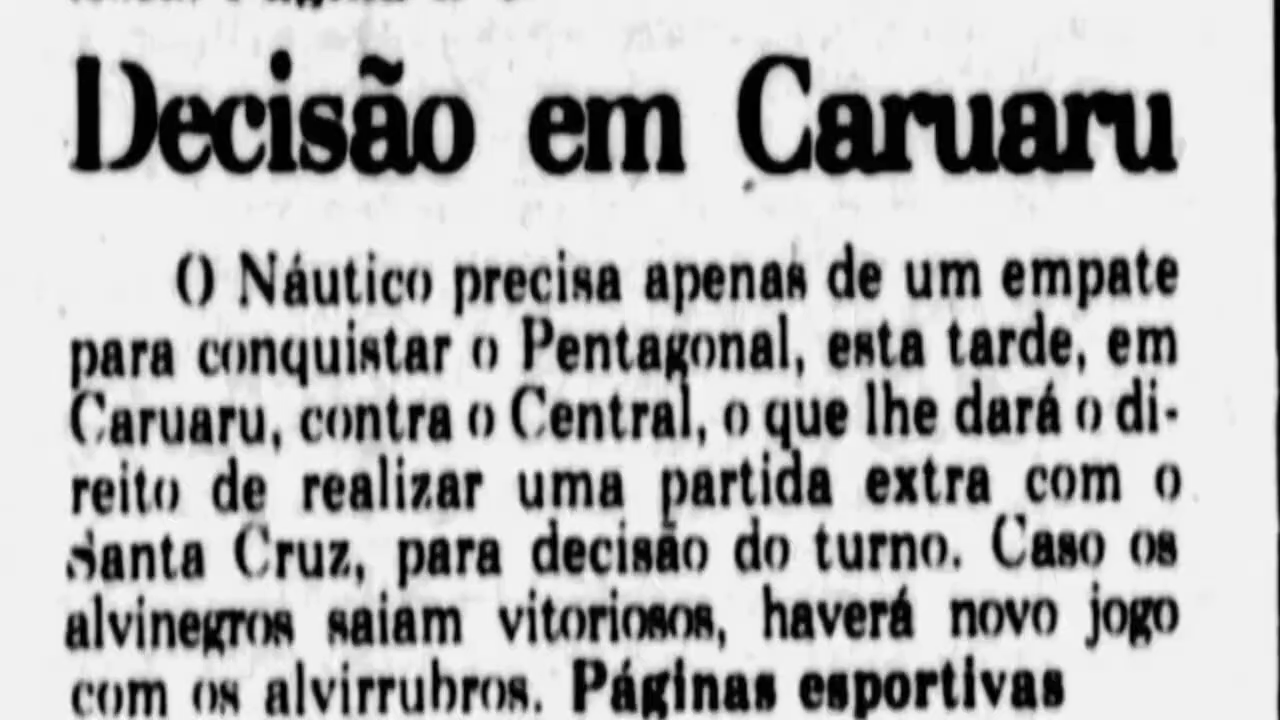 Decisão em Caruaru
O Náutico precisa apenas de um empate
para conquistar o Pentagonal, esta tarde, em
Caruaru, contra o Central, o que lhe dará o di-
reito de realizar uma partida extra com o
Santa Cruz, para decisão do turno. Caso os
alvinegros saiam vitoriosos, haverá novo jogo
com os alvirrubros. Páginas esportivas